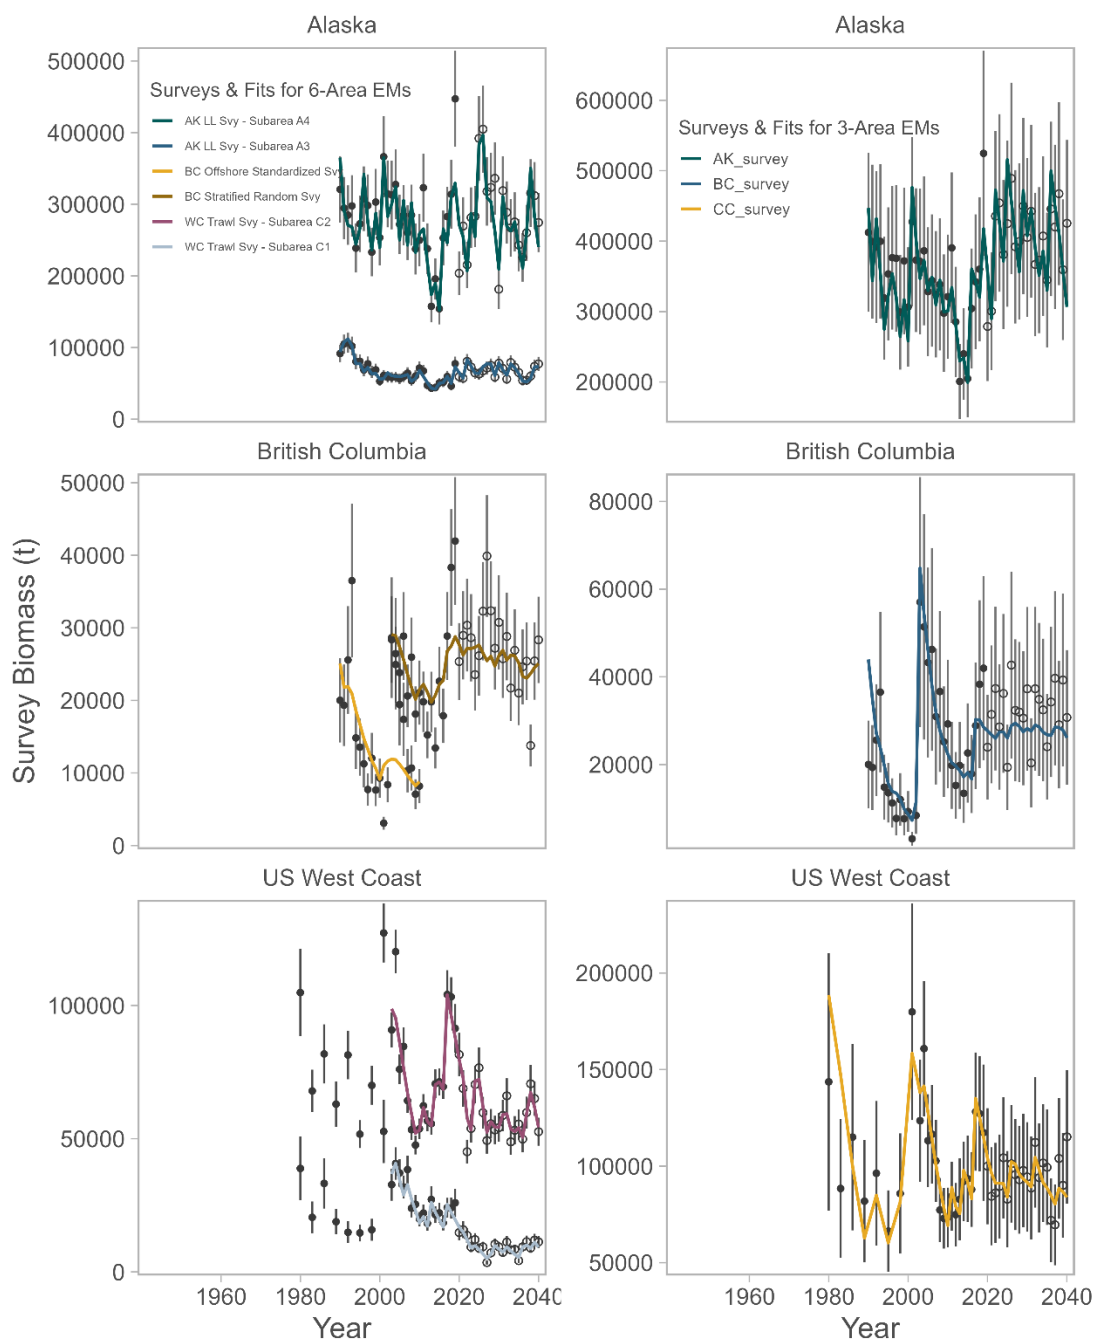 Alaska
500000
400000
300000
200000
100000
0
Surveys & Fits for 6-Area EMs
AK LL Svy - Subarea A4
AK LL Svy - Subarea A3
BC Offshore Standardized Svy
BC Stratified Random Svy
WC Trawl Svy - Subarea C2
WC Trawl Svy - Subarea C1
Alaska
600000
500000
400000
300000
200000
Surveys & Fits for 3-Area EMs
AK_survey
BC_survey
CC_survey
Survey Biomass (t)
British Columbia
50000
40000
30000
20000
10000
0
British Columbia
80000
60000
40000
20000
US West Coast
100000
50000
0
1960 1980 2000 2020 2040
Year
US West Coast
200000
150000
100000
50000
1960 1980 2000 2020 2040
Year